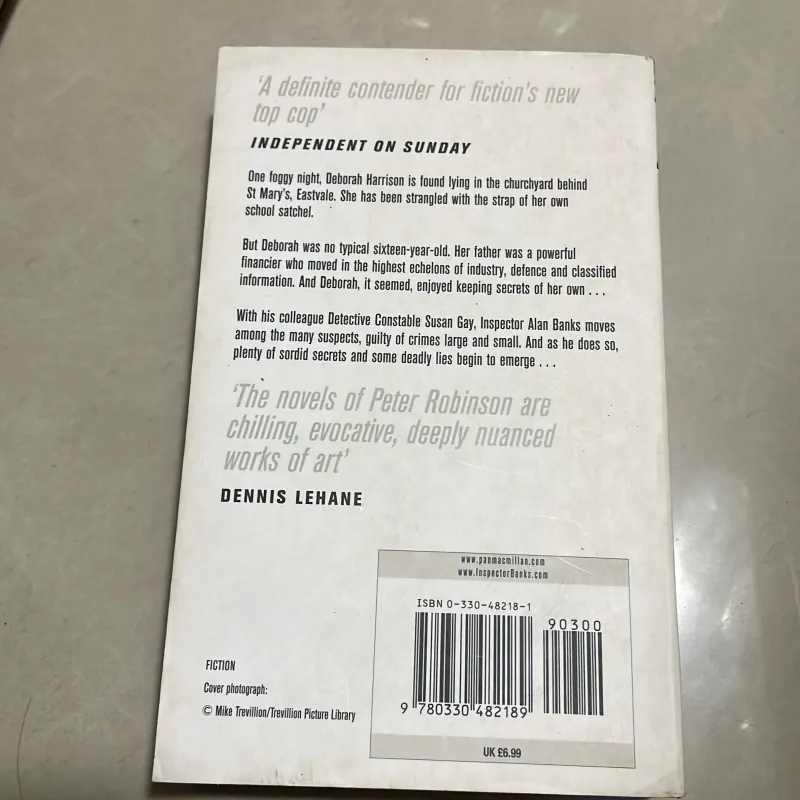 ‘A definite contender for fiction's new
top cop’
INDEPENDENT ON SUNDAY
One foggy night, Deborah Harrison is found lying in the churchyard behind
St Mary's, Eastvale. She has been strangled with the strap of her own
school satchel.
But Deborah was no typical sixteen-year-old. Her father was a powerful
financier who moved in the highest echelons of industry, defence and classified
information. And Deborah, it seemed, enjoyed keeping secrets of her own . . .
With his colleague Detective Constable Susan Gay, Inspector Alan Banks moves
among the many suspects, guilty of crimes large and small. And as he does so,
plenty of sordid secrets and some deadly lies begin to emerge . . .
‘The novels of Peter Robinson are
chilling, evocative, deeply nuanced
works of art’
DENNIS LEHANE
www.panmacmillan.com
www.InspectorBanks.com
ISBN 0-330-48218-1
90300
9 780330 482189
UK £6.99
FICTION
Cover photograph:
© Mike Trevillion/Trevillion Picture Library